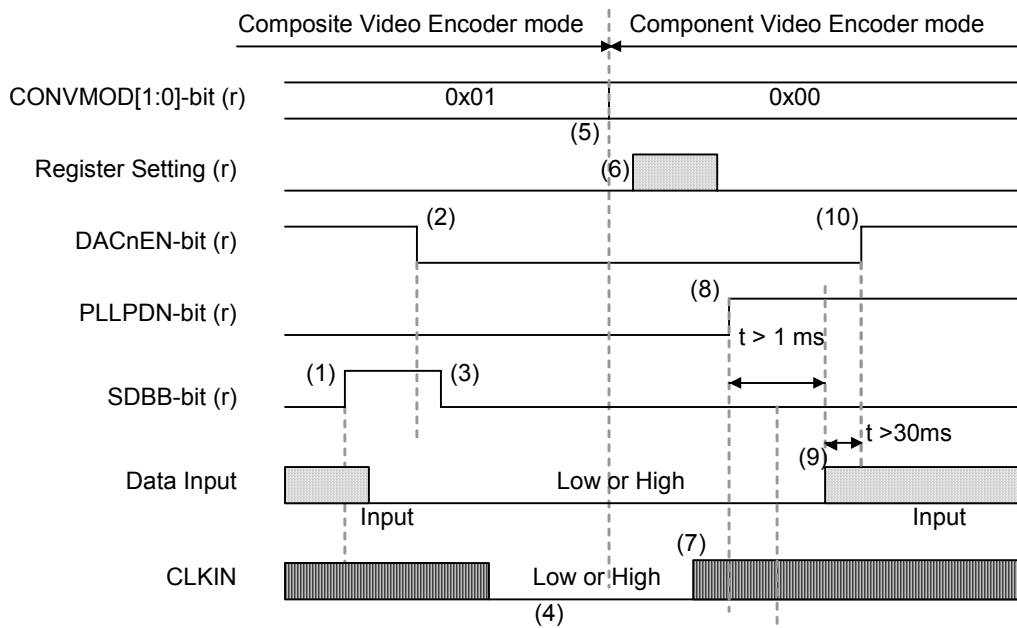 Composite Video Encoder mode
Component Video Encoder mode
CONVMOD[1:0]-bit (r)
0x01
0x00
(5)
Register Setting (r)
(6)
DACnEN-bit (r)
(2)
(10)
PLLPDN-bit (r)
(8)
t > 1 ms
SDBB-bit (r)
(1)
(3)
t >30ms
(9)
Data Input
Low or High
Input
Input
(7)
CLKIN
Low or High
(4)